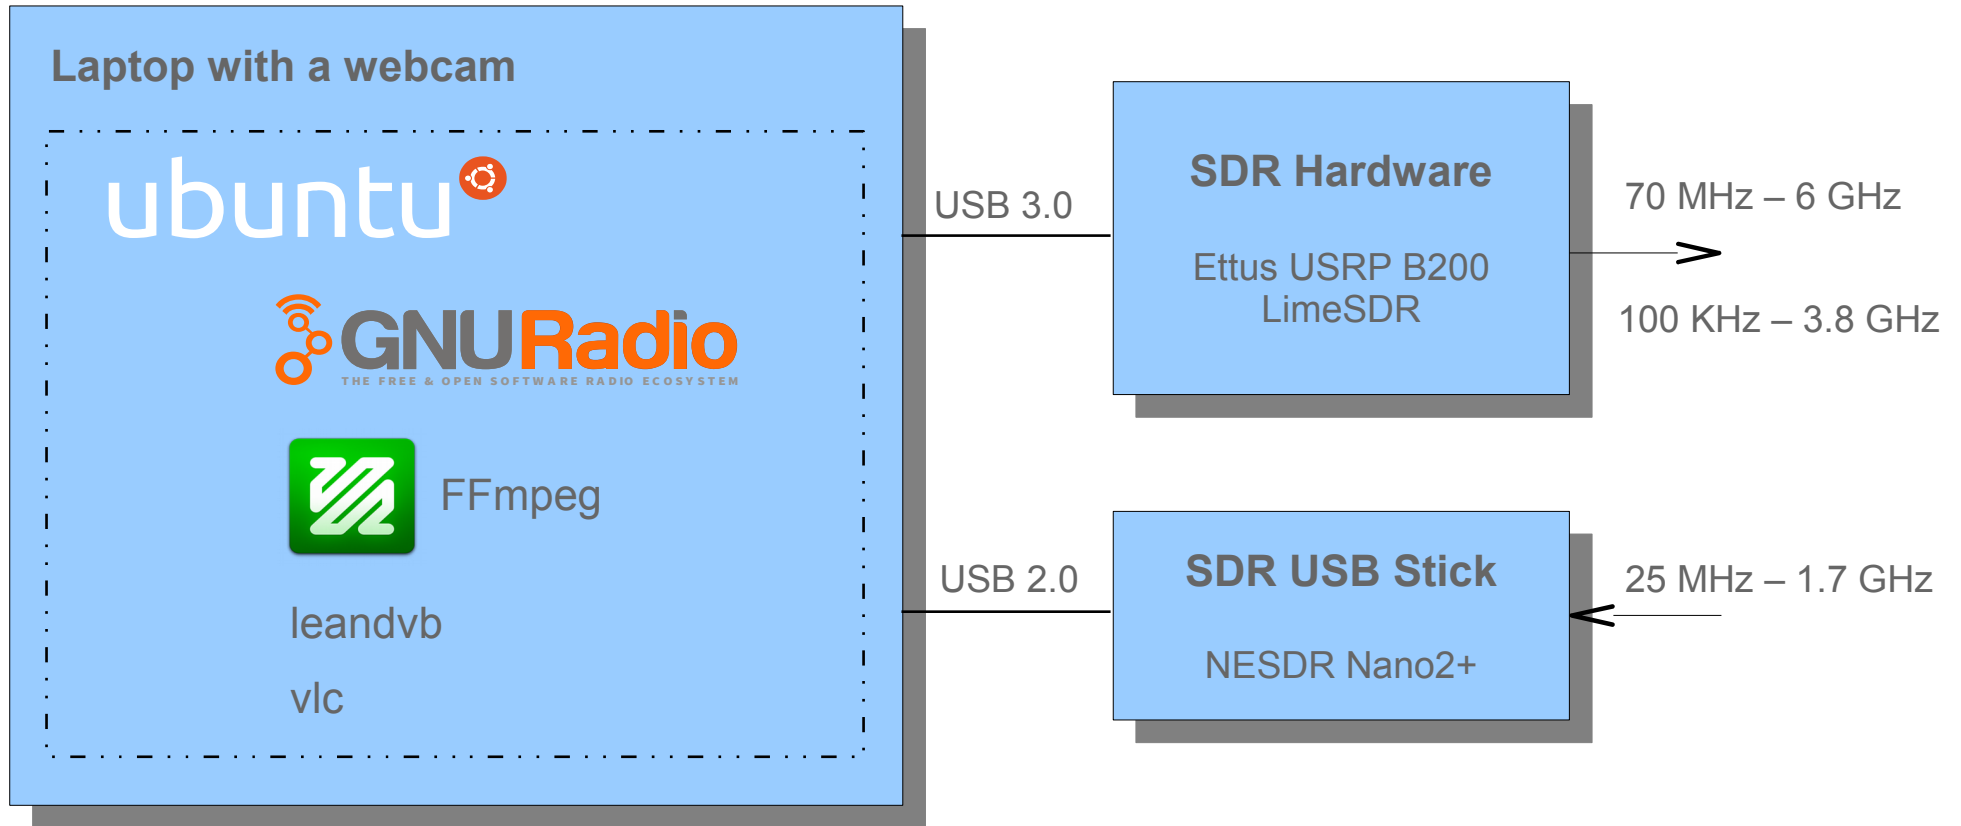 Laptop with a webcam
ubuntu
GNURadio
THE FREE & OPEN SOFTWARE RADIO ECOSYSTEM
FFmpeg
leandvb
vlc
USB 3.0
SDR Hardware
Ettus USRP B200
LimeSDR
70 MHz – 6 GHz
100 KHz – 3.8 GHz
USB 2.0
SDR USB Stick
NESDR Nano2+
25 MHz – 1.7 GHz